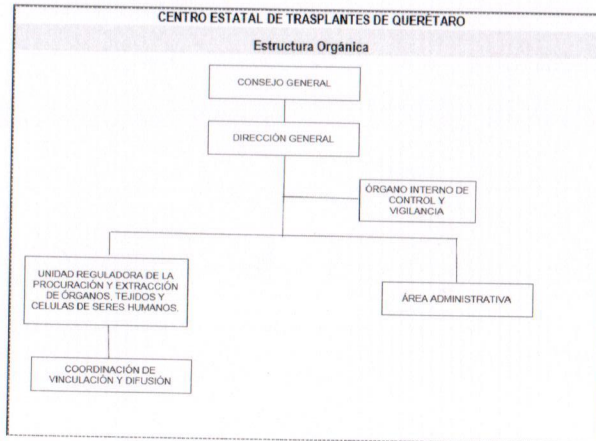 CENTRO ESTATAL DE TRASPLANTES DE QUERÉTARO
Estructura Orgánica
CONSEJO GENERAL
DIRECCIÓN GENERAL
ÓRGANO INTERNO DE
CONTROL Y
VIGILANCIA
UNIDAD REGULADORA DE LA
PROCURACIÓN Y EXTRACCIÓN
DE ÓRGANOS, TEJIDOS Y
CELULAS DE SERES HUMANOS.
ÁREA ADMINISTRATIVA
COORDINACIÓN DE
VINCULACIÓN Y DIFUSIÓN